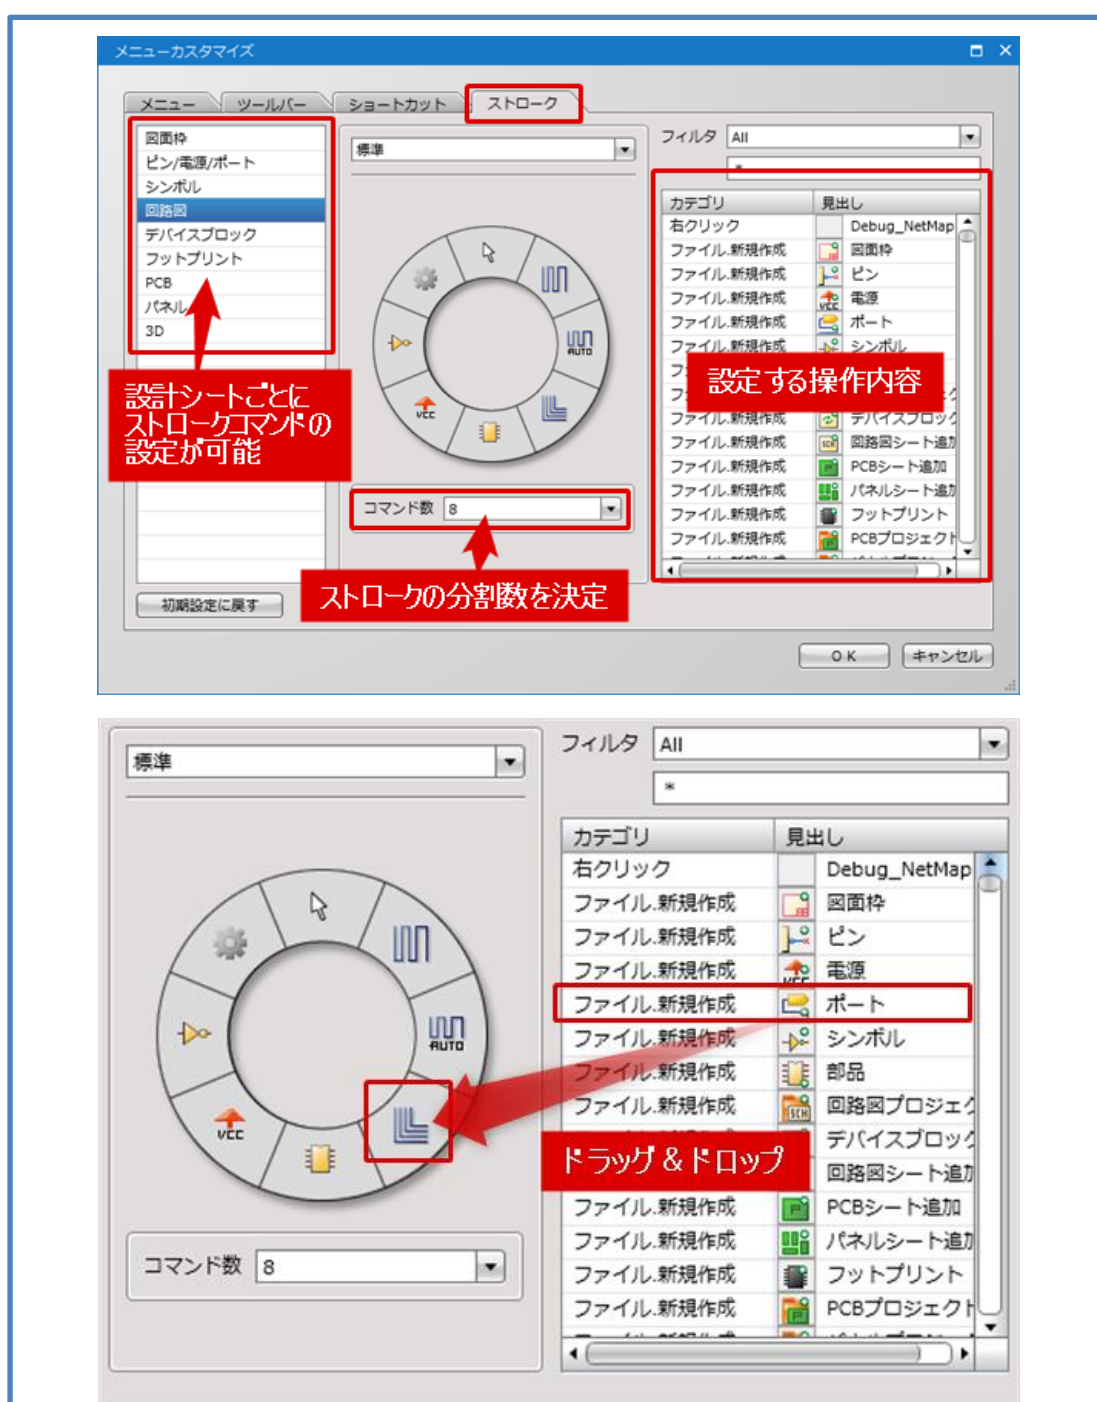 メニューカスタマイズ
メニュー ツールバー ショートカット ストローク
図面枠
ピン/電源/ポート
シンボル
回路図
デバイスブロック
フットプリント
PCB
パネル
3D
設計シートごとに
ストロークコマンドの
設定が可能
初期設定に戻す
標準
AUTO
VCC
コマンド数 8
ストロークの分割数を決定
フィルタ All
*
カテゴリ 見出し
右クリック Debug_NetMap
ファイル.新規作成 図面枠
ファイル.新規作成 ピン
ファイル.新規作成 VCC 電源
ファイル.新規作成 ポート
ファイル.新規作成 シンボル
設定する操作内容
ファイル.新規作成 デバイスブロック
ファイル.新規作成 SCH 回路図シート追加
ファイル.新規作成 PCBシート追加
ファイル.新規作成 パネルシート追加
ファイル.新規作成 フットプリント
ファイル.新規作成 PCBプロジェクト
OK キャンセル
標準
AUTO
VCC
コマンド数 8
フィルタ All
*
カテゴリ 見出し
右クリック Debug_NetMap
ファイル.新規作成 図面枠
ファイル.新規作成 ピン
ファイル.新規作成 電源
ファイル.新規作成 ポート
ファイル.新規作成 シンボル
ファイル.新規作成 部品
ファイル.新規作成 SCH 回路図プロジェク
デバイスブロック
回路図シート追加
ドラッグ&ドロップ
ファイル.新規作成 PCBシート追加
ファイル.新規作成 パネルシート追加
ファイル.新規作成 フットプリント
ファイル.新規作成 PCBプロジェクト